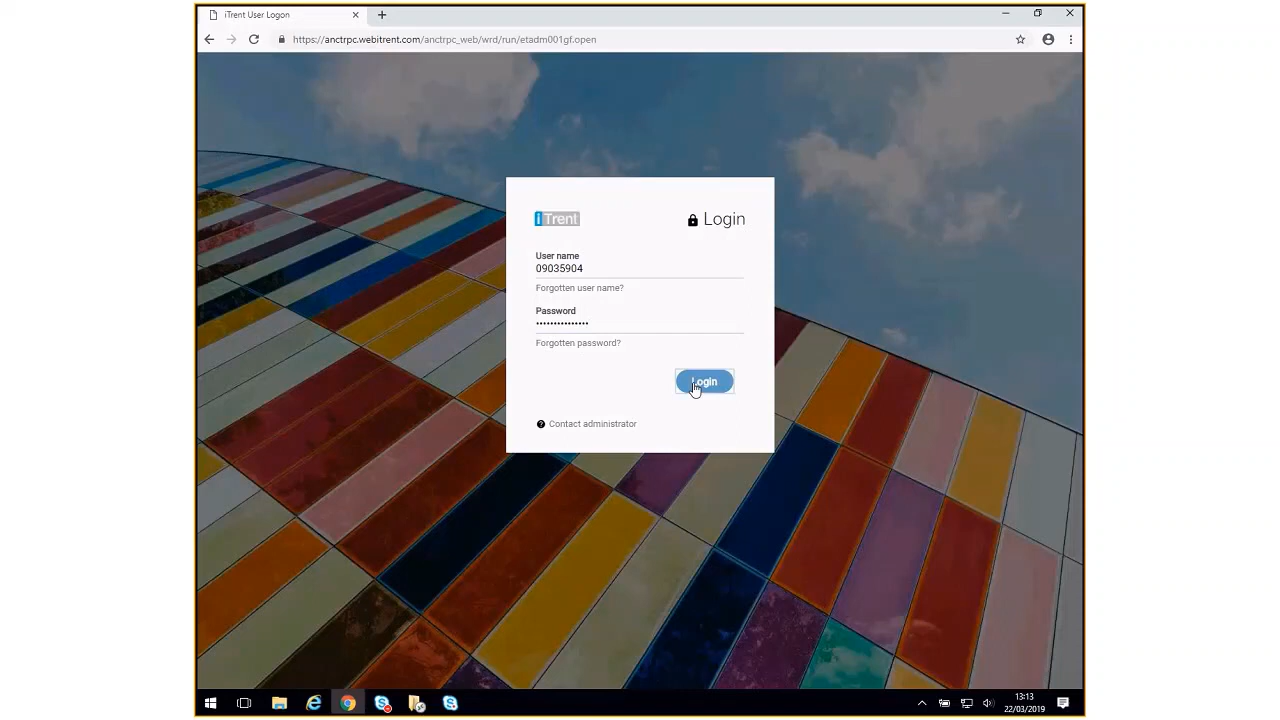 iTrent User Logon
https://anctrpc.webitrent.com/anctrpc_web/wrd/run/etadm001gf.open
iTrent
Login
User name
09035904
Forgotten user name?
Password
•••••••••••••••
Forgotten password?
Login
Contact administrator
13:13
22/03/2019